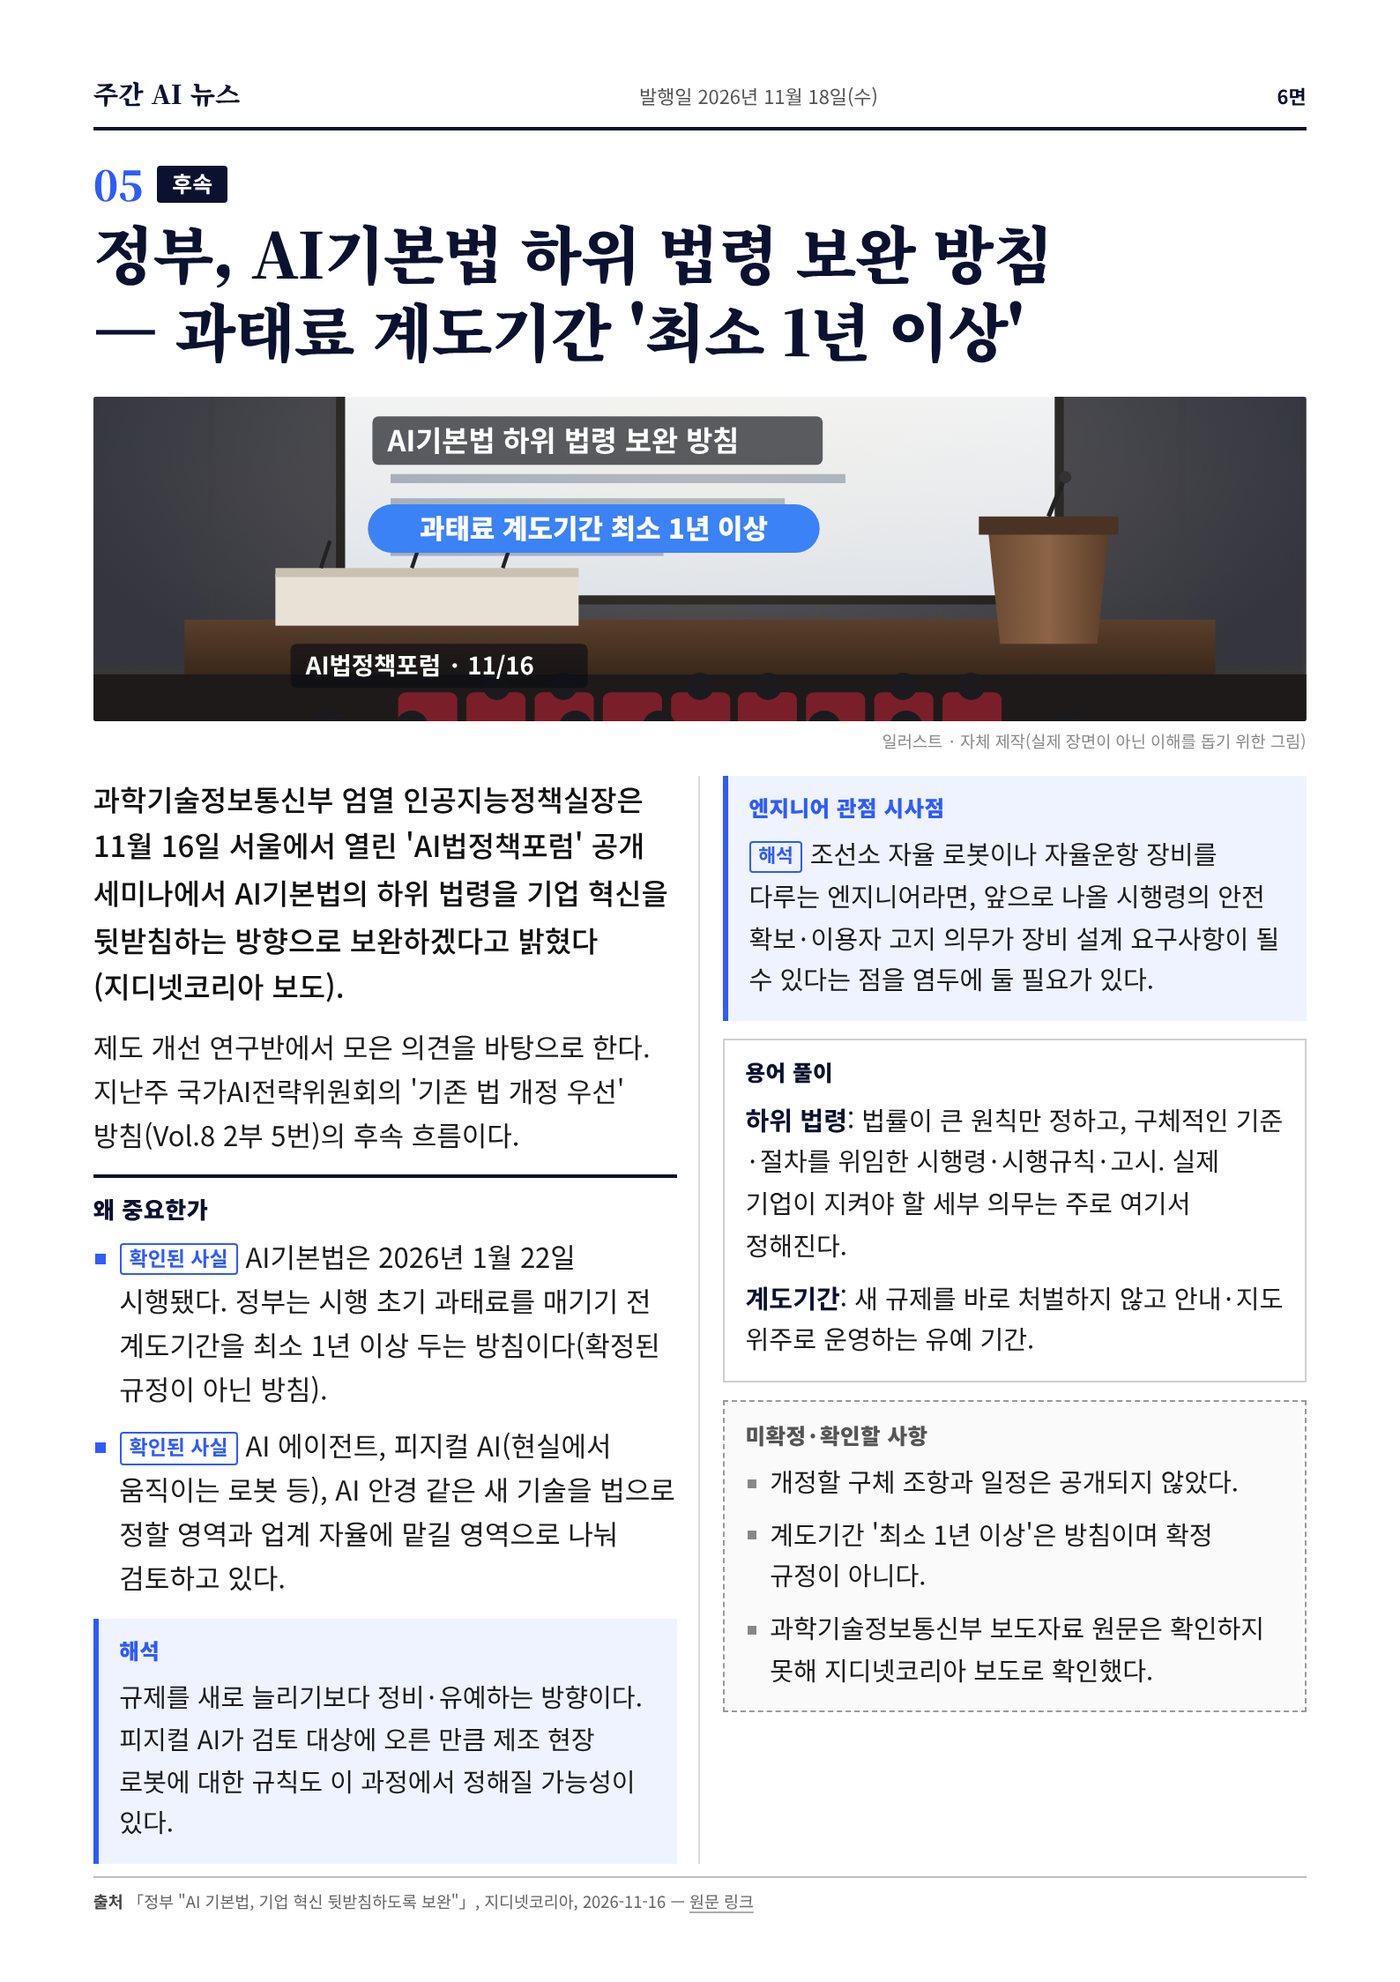 주간 AI 뉴스
발행일 2026년 11월 18일(수)
6면
05 후속
정부, AI기본법 하위 법령 보완 방침
— 과태료 계도기간 '최소 1년 이상'
AI기본법 하위 법령 보완 방침
과태료 계도기간 최소 1년 이상
AI법정책포럼 · 11/16
일러스트 · 자체 제작(실제 장면이 아닌 이해를 돕기 위한 그림)
과학기술정보통신부 엄열 인공지능정책실장은
11월 16일 서울에서 열린 'AI법정책포럼' 공개
세미나에서 AI기본법의 하위 법령을 기업 혁신을
뒷받침하는 방향으로 보완하겠다고 밝혔다
(지디넷코리아 보도).
제도 개선 연구반에서 모은 의견을 바탕으로 한다.
지난주 국가AI전략위원회의 '기존 법 개정 우선'
방침(Vol.8 2부 5번)의 후속 흐름이다.
왜 중요한가
■ 확인된 사실 AI기본법은 2026년 1월 22일
시행됐다. 정부는 시행 초기 과태료를 매기기 전
계도기간을 최소 1년 이상 두는 방침이다(확정된
규정이 아닌 방침).
■ 확인된 사실 AI 에이전트, 피지컬 AI(현실에서
움직이는 로봇 등), AI 안경 같은 새 기술을 법으로
정할 영역과 업계 자율에 맡길 영역으로 나눠
검토하고 있다.
해석
규제를 새로 늘리기보다 정비·유예하는 방향이다.
피지컬 AI가 검토 대상에 오른 만큼 제조 현장
로봇에 대한 규칙도 이 과정에서 정해질 가능성이
있다.
엔지니어 관점 시사점
해석 조선소 자율 로봇이나 자율운항 장비를
다루는 엔지니어라면, 앞으로 나올 시행령의 안전
확보·이용자 고지 의무가 장비 설계 요구사항이 될
수 있다는 점을 염두에 둘 필요가 있다.
용어 풀이
하위 법령: 법률이 큰 원칙만 정하고, 구체적인 기준
·절차를 위임한 시행령·시행규칙·고시. 실제
기업이 지켜야 할 세부 의무는 주로 여기서
정해진다.
계도기간: 새 규제를 바로 처벌하지 않고 안내·지도
위주로 운영하는 유예 기간.
미확정·확인할 사항
■ 개정할 구체 조항과 일정은 공개되지 않았다.
■ 계도기간 '최소 1년 이상'은 방침이며 확정
규정이 아니다.
■ 과학기술정보통신부 보도자료 원문은 확인하지
못해 지디넷코리아 보도로 확인했다.
출처 「정부 "AI 기본법, 기업 혁신 뒷받침하도록 보완"」, 지디넷코리아, 2026-11-16 — 원문 링크